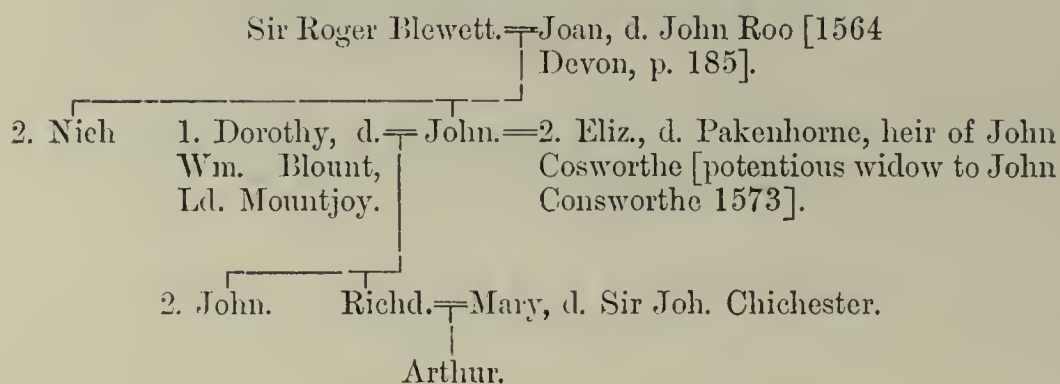 Sir Roger Blewett.=Joan, d. John Roo [1564
Devon, p. 185].
2. Nich 1. Dorothy, d.=John.=2. Eliz., d. Pakenhorne, heir of John
Wm. Blount, Cosworthe [potentious widow to John
Ld. Mountjoy. Consworthe 1573].
2. John. Richd.=Mary, d. Sir Joh. Chichester.
Arthur.